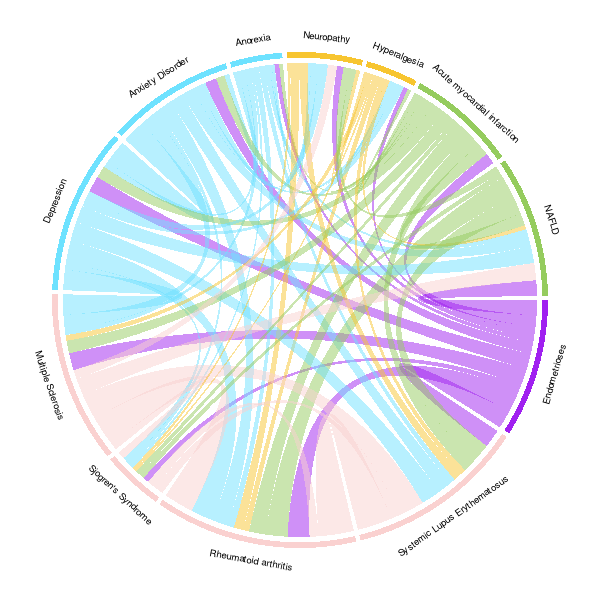 Neuropathy
Hyperalgesia
Acute myocardial infarction
NAFLD
Endometrioses
Systemic Lupus Erythematosus
Rheumatoid arthritis
Sjogren's Syndrome
Multiple Sclerosis
Depression
Anxiety Disorder
Anorexia